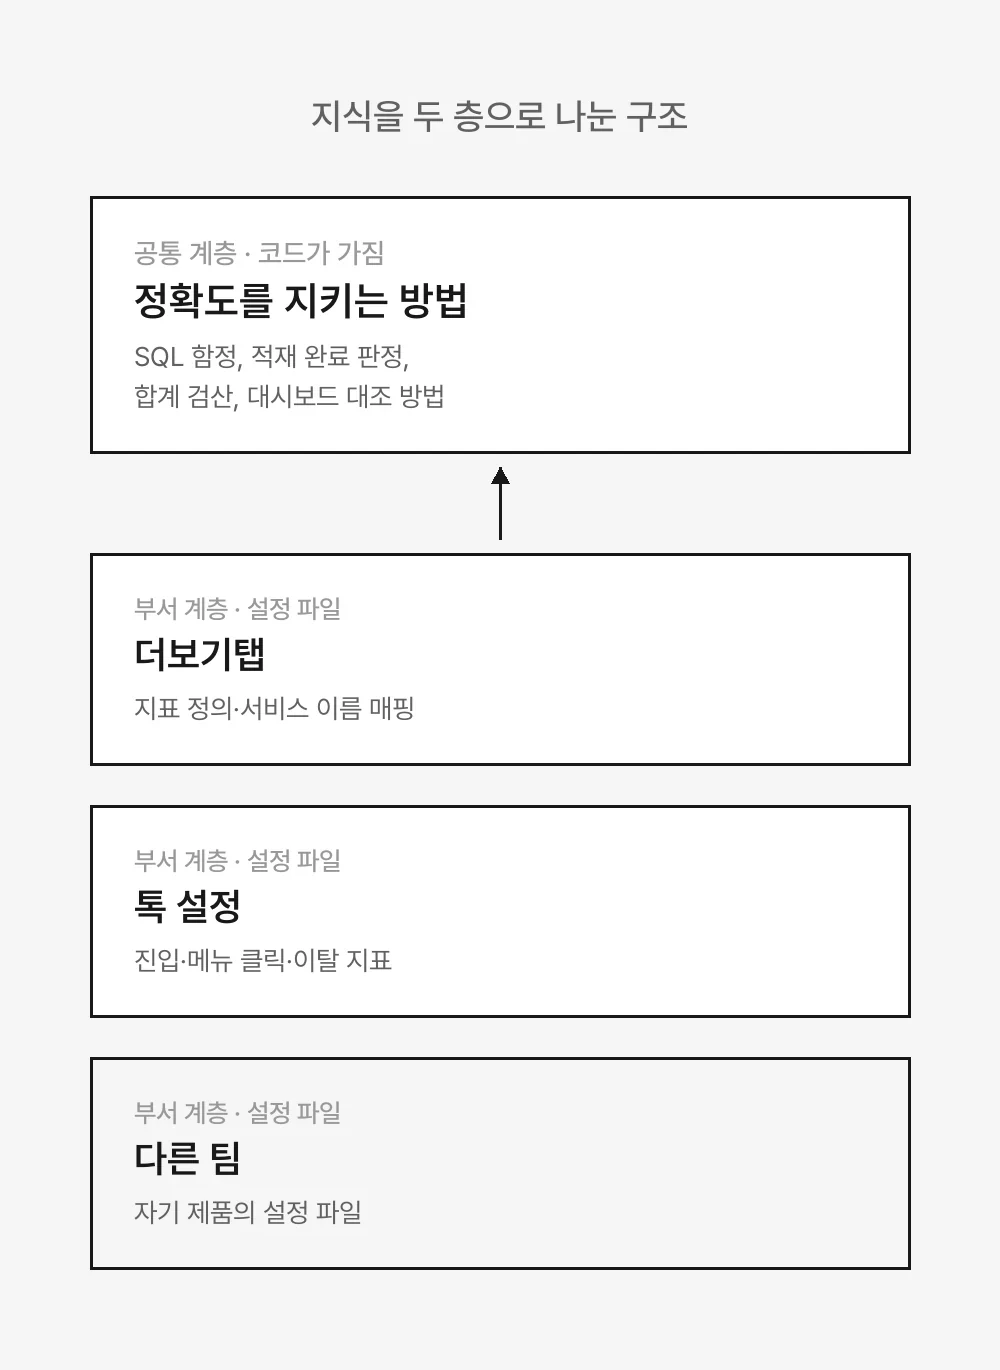 지식을 두 층으로 나눈 구조
공통 계층 · 코드가 가짐
정확도를 지키는 방법
SQL 함정, 적재 완료 판정,
합계 검산, 대시보드 대조 방법
부서 계층 · 설정 파일
더보기탭
지표 정의·서비스 이름 매핑
부서 계층 · 설정 파일
톡 설정
진입·메뉴 클릭·이탈 지표
부서 계층 · 설정 파일
다른 팀
자기 제품의 설정 파일